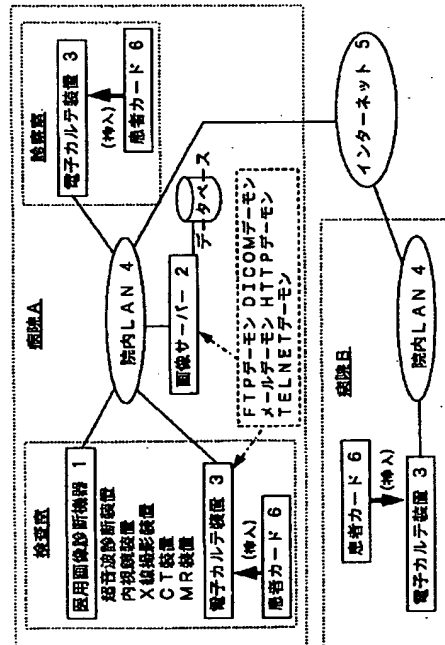 病院A
検査室
医用画像診断機器 1
超音波診断装置
内視鏡装置
X線撮影装置
CT装置
MR装置
電子カルテ装置 3
(挿入)
患者カード 6
院内LAN 4
画像サーバー 2
データベース
FTPデーモン DICOMデーモン
メールデーモン HTTPデーモン
TELNETデーモン
診察室
電子カルテ装置 3
(挿入)
患者カード 6
インターネット 5
病院B
患者カード 6
(挿入)
電子カルテ装置 3
院内LAN 4